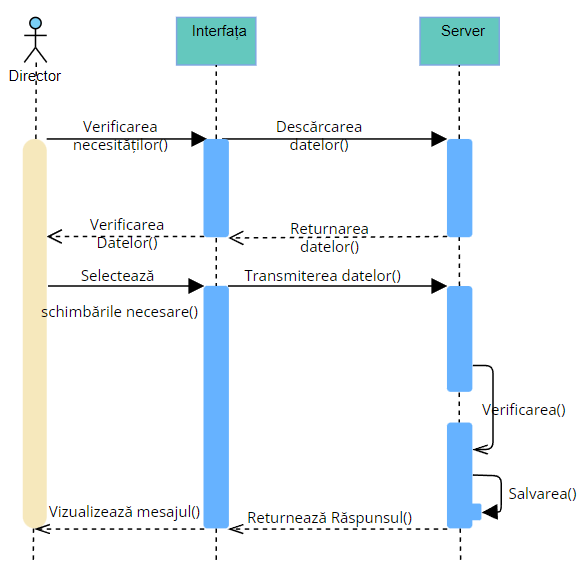 Interfața
Server
Director
Verificarea
necesităților()
Descărcarea
datelor()
Verificarea
Datelor()
Returnarea
datelor()
Selectează
schimbările necesare()
Transmiterea datelor()
Verificarea()
Salvarea()
Vizualizează mesajul()
Returnează Răspunsul()